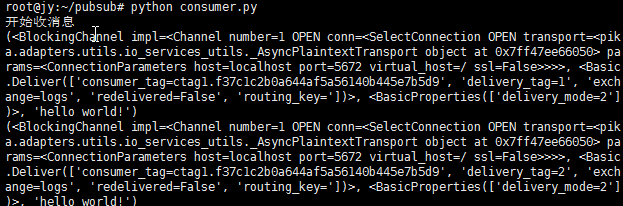 root@jy:~/pubsub# python consumer.py
开始收消息
(<BlockingChannel impl=<Channel number=1 OPEN conn=<SelectConnection OPEN transport=<pik
a.adapters.utils.io_services_utils._AsyncPlaintextTransport object at 0x7ff47ee66050> pa
rams=<ConnectionParameters host=localhost port=5672 virtual_host=/ ssl=False>>>>, <Basic
.Deliver(['consumer_tag=ctag1.f37c1c2b0a644af5a56140b445e7b5d9', 'delivery_tag=1', 'exch
ange=logs', 'redelivered=False', 'routing_key='])>, <BasicProperties(['delivery_mode=2']
)>, 'hello world!')
(<BlockingChannel impl=<Channel number=1 OPEN conn=<SelectConnection OPEN transport=<pik
a.adapters.utils.io_services_utils._AsyncPlaintextTransport object at 0x7ff47ee66050> pa
rams=<ConnectionParameters host=localhost port=5672 virtual_host=/ ssl=False>>>>, <Basic
.Deliver(['consumer_tag=ctag1.f37c1c2b0a644af5a56140b445e7b5d9', 'delivery_tag=2', 'exch
ange=logs', 'redelivered=False', 'routing_key='])>, <BasicProperties(['delivery_mode=2']
)>, 'hello world!')